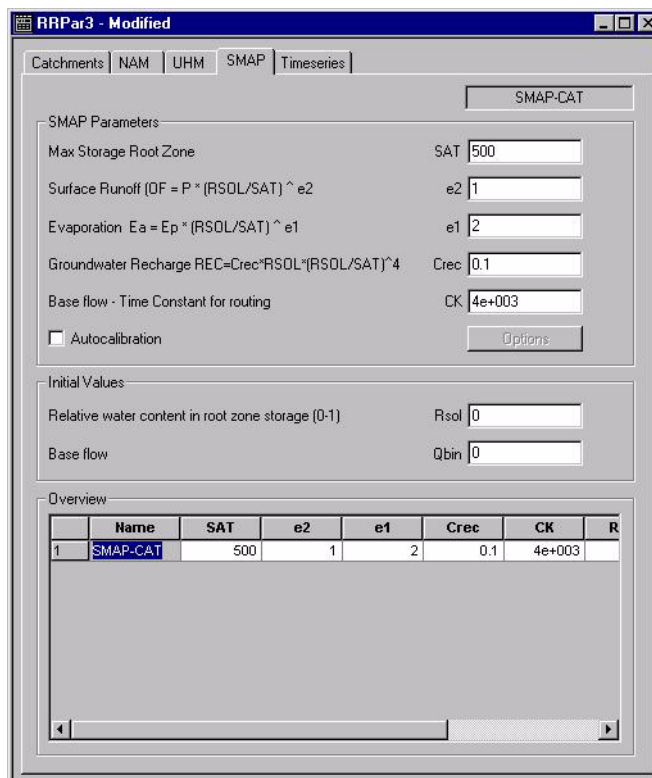 RRPar3 - Modified
Catchments NAM UHM SMAP Timeseries
SMAP-CAT
SMAP Parameters
Max Storage Root Zone SAT 500
Surface Runoff (OF = P * (RSOL/SAT) ^ e2 e2 1
Evaporation Ea = Ep * (RSOL/SAT) ^ e1 e1 2
Groundwater Recharge REC=Crec*RSOL*(RSOL/SAT)^4 Crec 0.1
Base flow - Time Constant for routing CK 4e+003
Autocalibration Options
Initial Values
Relative water content in root zone storage (0-1) Rsol 0
Base flow Qbin 0
Overview
Name SAT e2 e1 Crec CK R
1 SMAP-CAT 500 1 2 0.1 4e+003